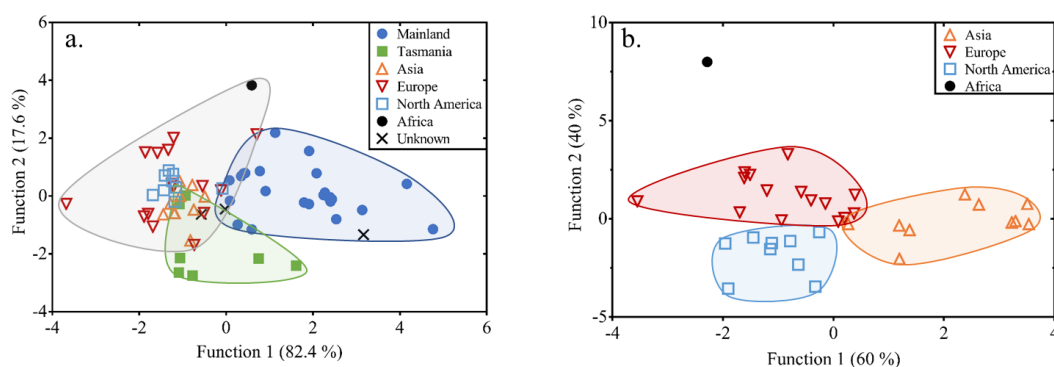 a.
Mainland
Tasmania
Asia
Europe
North America
Africa
Unknown
Function 2 (17.6 %)
6
4
2
0
-2
-4
-4
-2
0
2
4
6
Function 1 (82.4 %)
b.
Asia
Europe
North America
Africa
Function 2 (40 %)
10
5
0
-5
-4
-2
0
2
4
Function 1 (60 %)